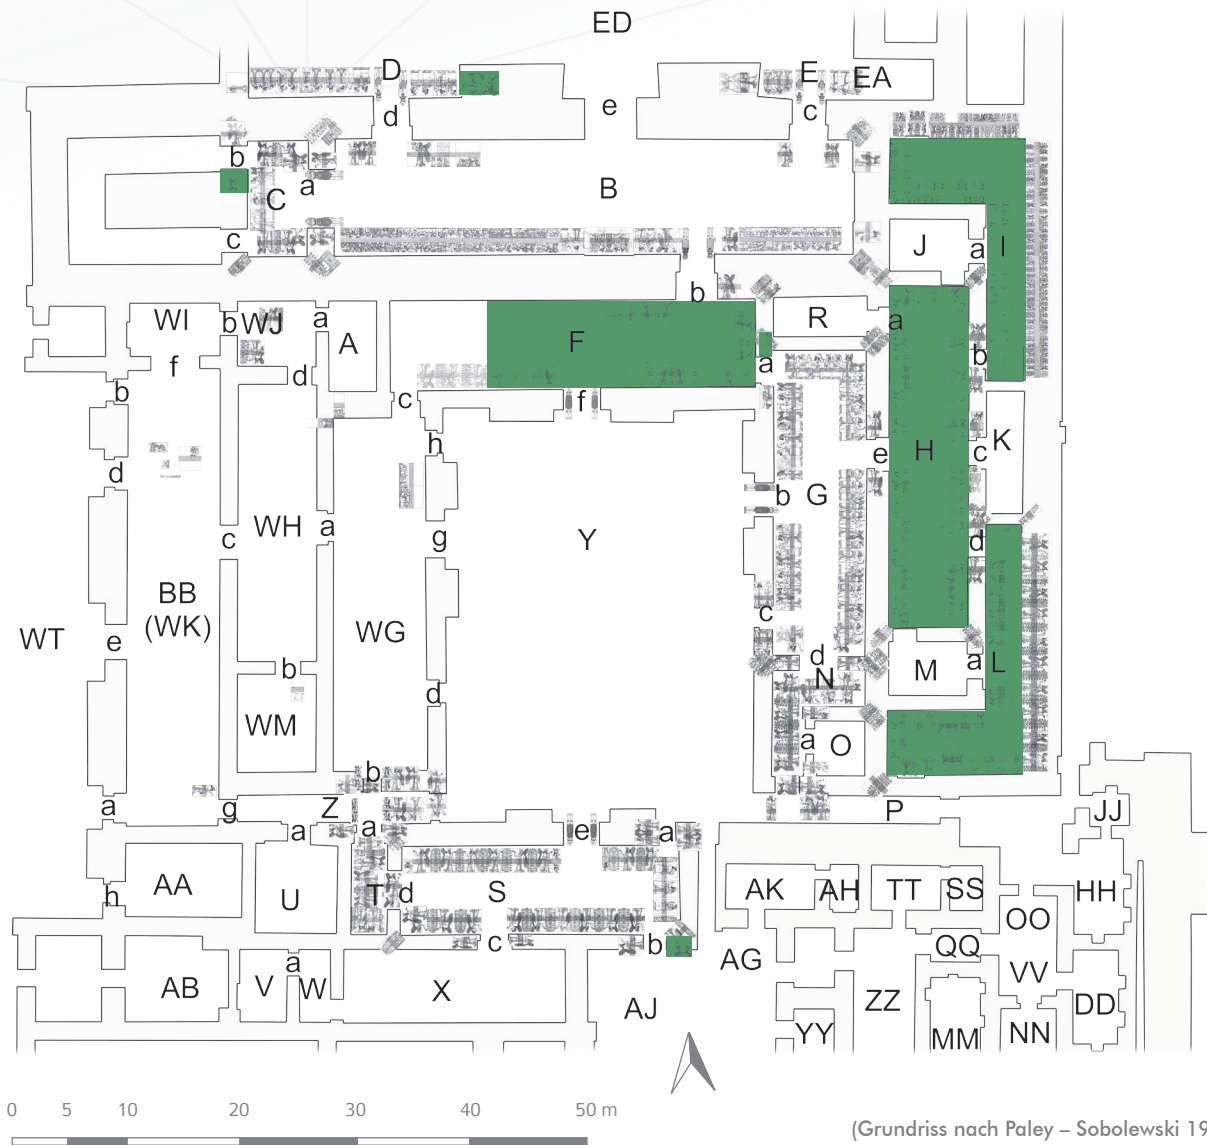 ED
D E EA
d e c
b a C B
c J a I
b
WI b WJ a A F R a
f d a b
b c f
h e H c K
d b G
WH a c g Y d
BB
(WK)
WT e WG c
b d M a L
WM d N
a O
b
a g Z a a e a P JJ
AA U T d S AK AH TT SS HH
h OO
c b AG QQ
AB V a W X AJ ZZ VV DD
YY MM NN
0 5 10 20 30 40 50 m
(Grundriss nach Paley – Sobolewski 19